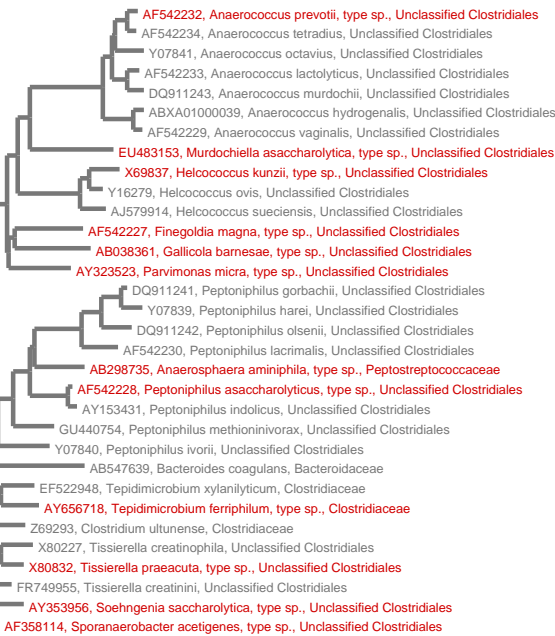 AF542232, Anaerococcus prevotii, type sp., Unclassified Clostridiales
AF542234, Anaerococcus tetradius, Unclassified Clostridiales
Y07841, Anaerococcus octavius, Unclassified Clostridiales
AF542233, Anaerococcus lactolyticus, Unclassified Clostridiales
DQ911243, Anaerococcus murdochii, Unclassified Clostridiales
ABXA01000039, Anaerococcus hydrogenalis, Unclassified Clostridiales
AF542229, Anaerococcus vaginalis, Unclassified Clostridiales
EU483153, Murdochiella asaccharolytica, type sp., Unclassified Clostridiales
X69837, Helcococcus kunzii, type sp., Unclassified Clostridiales
Y16279, Helcococcus ovis, Unclassified Clostridiales
AJ579914, Helcococcus sueciensis, Unclassified Clostridiales
AF542227, Finegoldia magna, type sp., Unclassified Clostridiales
AB038361, Gallicola barnesae, type sp., Unclassified Clostridiales
AY323523, Parvimonas micra, type sp., Unclassified Clostridiales
DQ911241, Peptoniphilus gorbachii, Unclassified Clostridiales
Y07839, Peptoniphilus harei, Unclassified Clostridiales
DQ911242, Peptoniphilus olsenii, Unclassified Clostridiales
AF542230, Peptoniphilus lacrimalis, Unclassified Clostridiales
AB298735, Anaerosphaera aminiphila, type sp., Peptostreptococcaceae
AF542228, Peptoniphilus asaccharolyticus, type sp., Unclassified Clostridiales
AY153431, Peptoniphilus indolicus, Unclassified Clostridiales
GU440754, Peptoniphilus methioninivorax, Unclassified Clostridiales
Y07840, Peptoniphilus ivorii, Unclassified Clostridiales
AB547639, Bacteroides coagulans, Bacteroidaceae
EF522948, Tepidimicrobium xylanilyticum, Clostridiaceae
AY656718, Tepidimicrobium ferriphilum, type sp., Clostridiaceae
Z69293, Clostridium ultunense, Clostridiaceae
X80227, Tissierella creatinophila, Unclassified Clostridiales
X80832, Tissierella praeacuta, type sp., Unclassified Clostridiales
FR749955, Tissierella creatinini, Unclassified Clostridiales
AY353956, Soehngenia saccharolytica, type sp., Unclassified Clostridiales
AF358114, Sporanaerobacter acetigenes, type sp., Unclassified Clostridiales